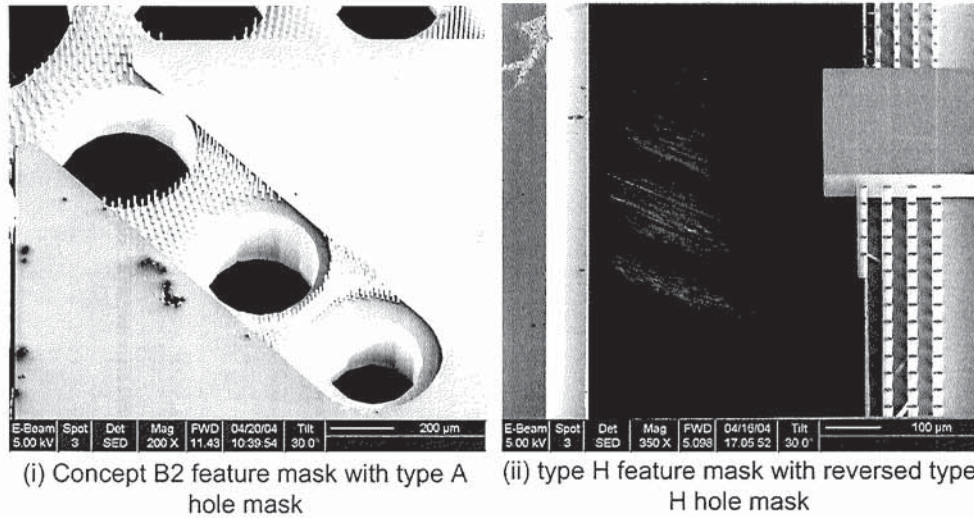 E-Beam Spot Det Mag FWD 04/20/04 Tilt
5.00 kV 3 SED 200 X 11.43 10:39:54 30.0° 200 µm
E-Beam Spot Det Mag FWD 04/16/04 Tilt
5.00 kV 3 SED 350 X 5.098 17:05:52 30.0° 100 µm
(i) Concept B2 feature mask with type A
hole mask
(ii) type H feature mask with reversed type
H hole mask